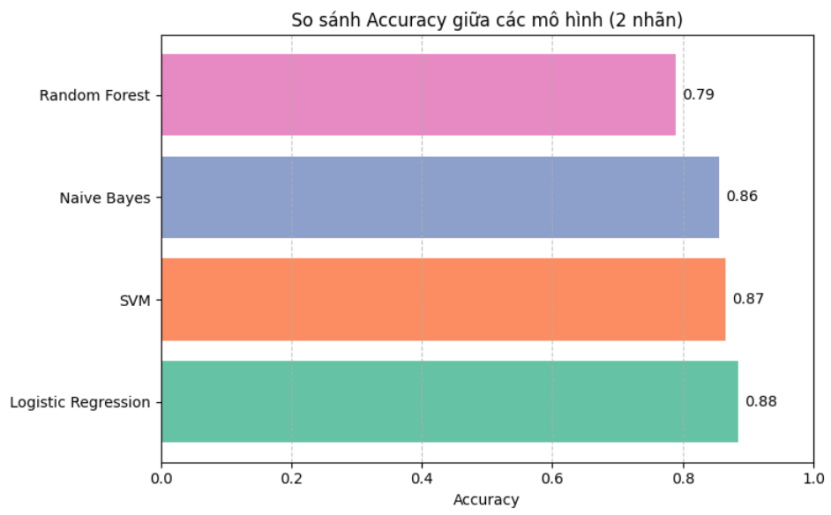 So sánh Accuracy giữa các mô hình (2 nhãn)
Random Forest
0.79
Naive Bayes
0.86
SVM
0.87
Logistic Regression
0.88
0.0 0.2 0.4 0.6 0.8 1.0
Accuracy